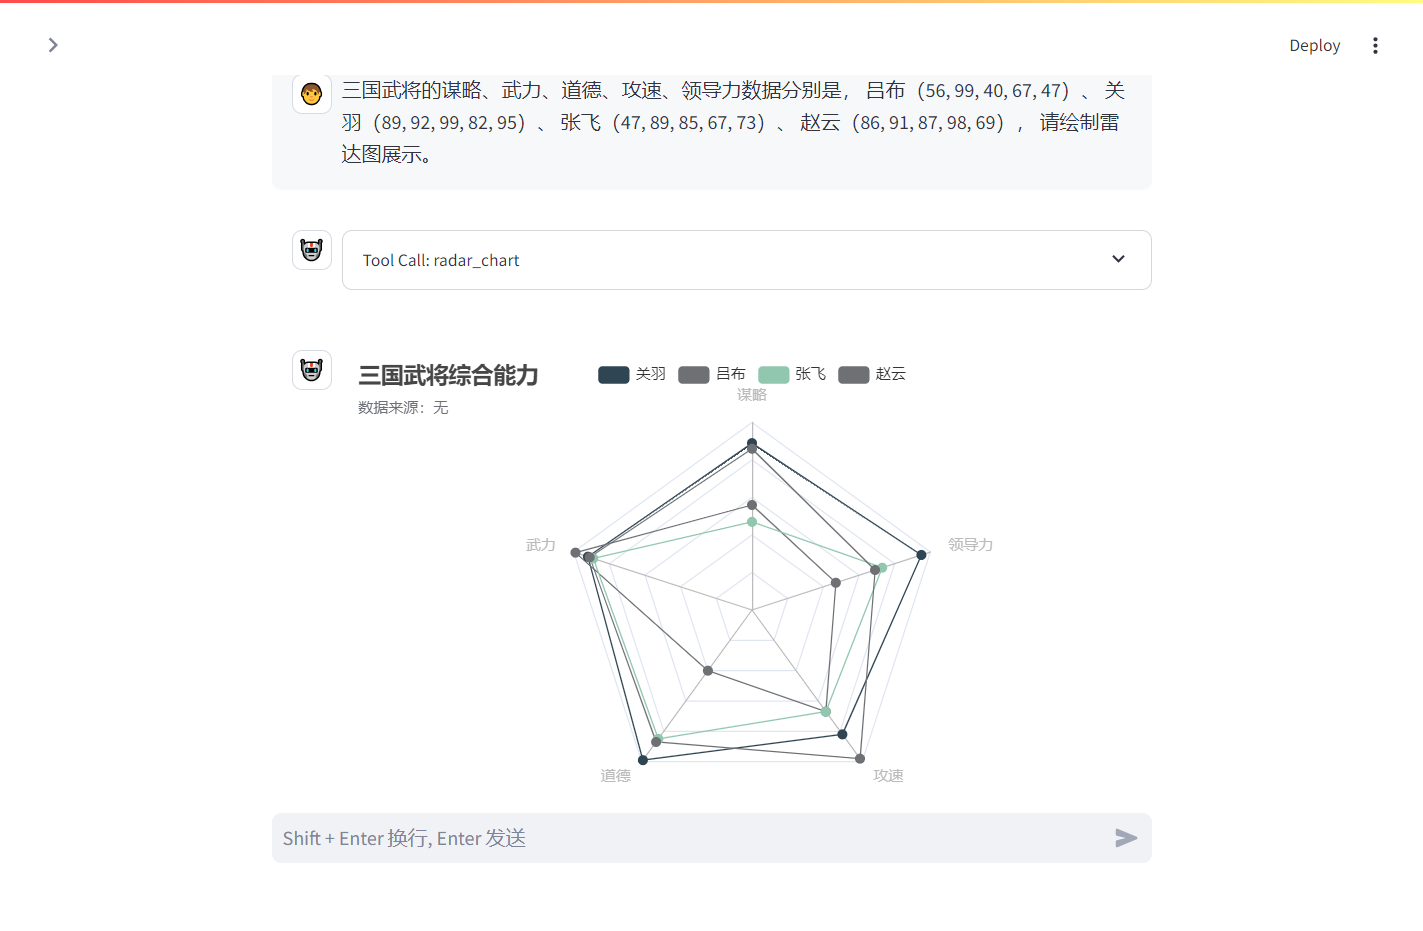 Deploy
三国武将的谋略、武力、道德、攻速、领导力数据分别是， 吕布（56, 99, 40, 67, 47）、 关
羽（89, 92, 99, 82, 95）、 张飞（47, 89, 85, 67, 73）、 赵云（86, 91, 87, 98, 69）， 请绘制雷
达图展示。
Tool Call: radar_chart
三国武将综合能力
关羽 吕布 张飞 赵云
数据来源：无
谋略
武力
领导力
道德
攻速
Shift + Enter 换行, Enter 发送